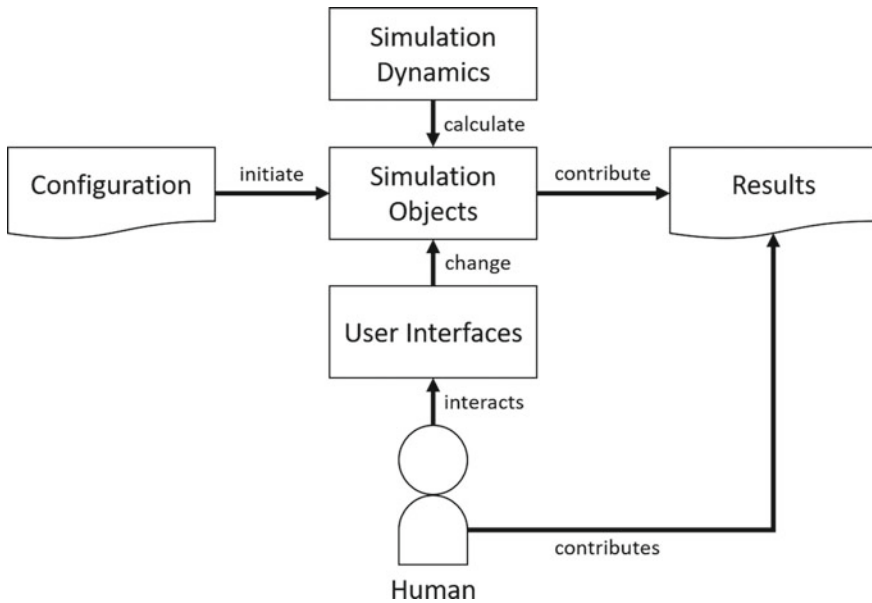 Simulation
Dynamics
calculate
Configuration
initiate
Simulation
Objects
contribute
Results
change
User Interfaces
interacts
contributes
Human